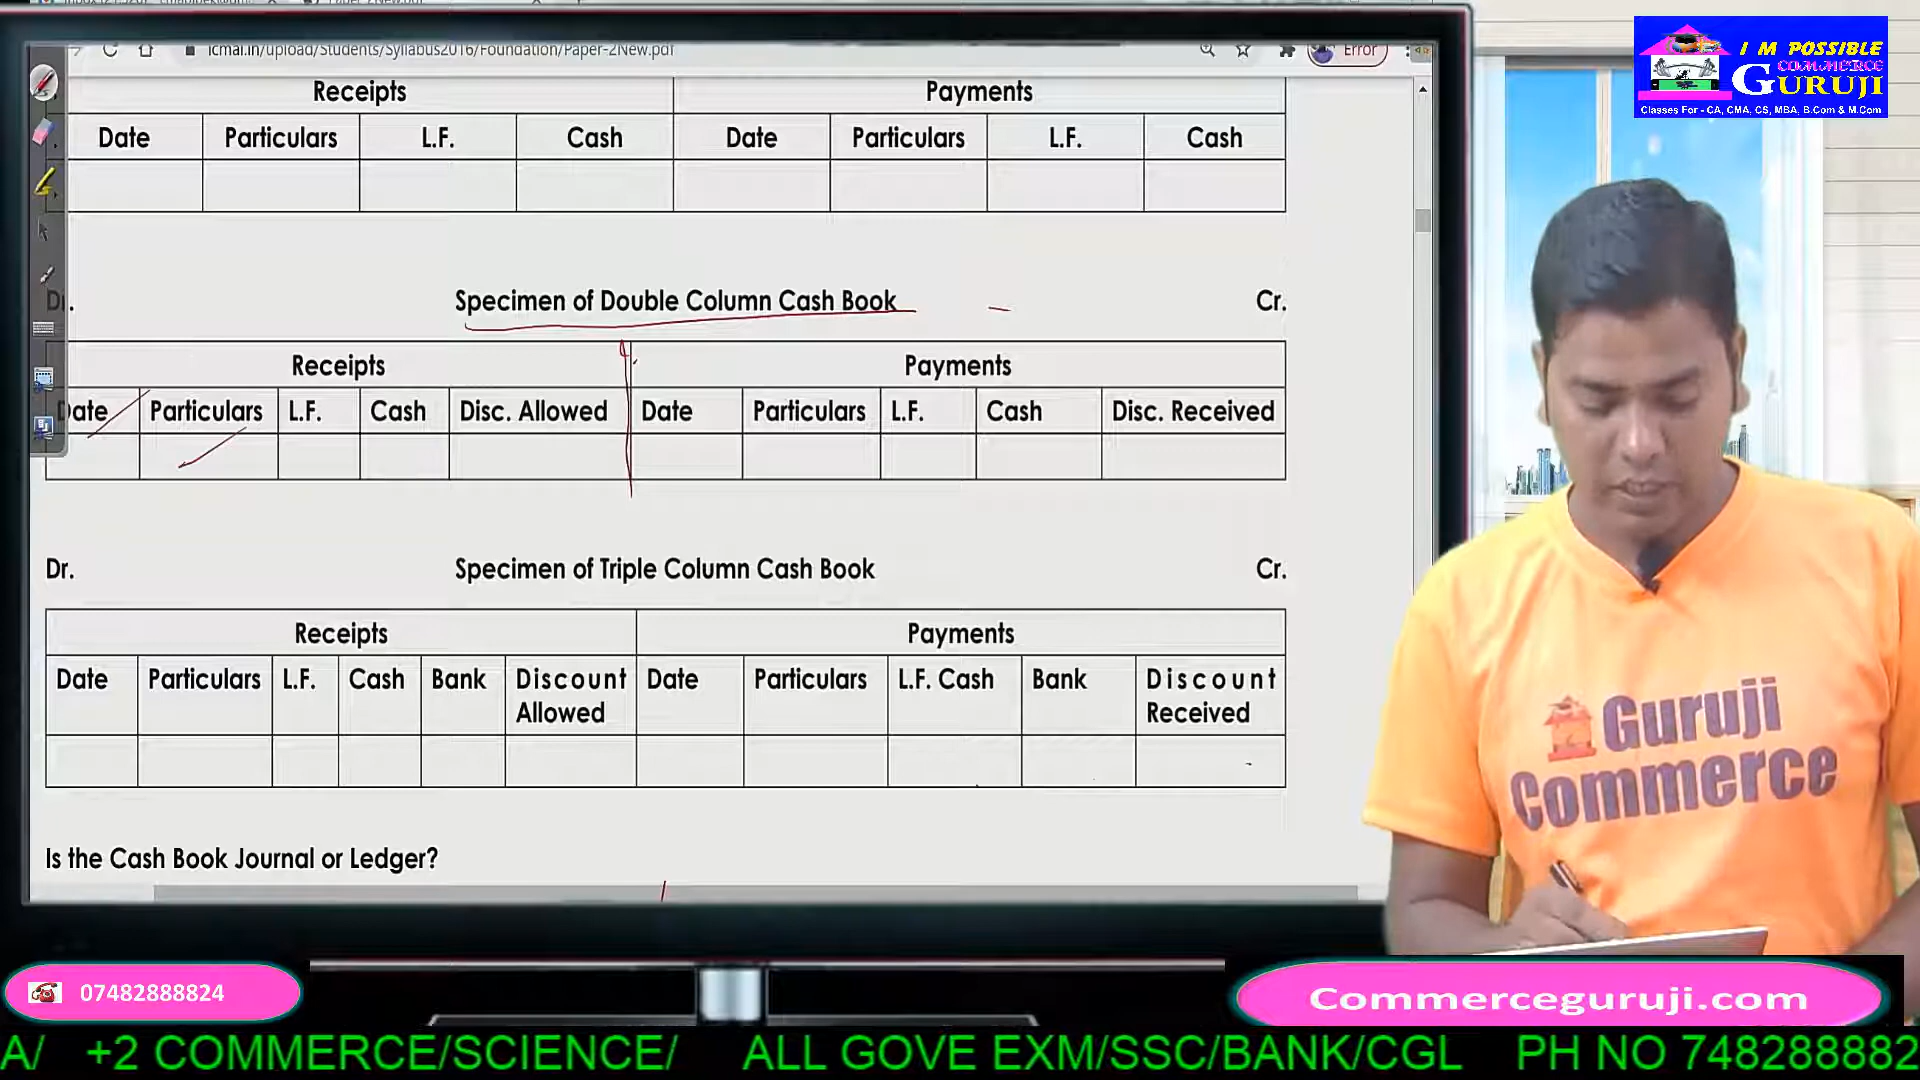 icmai.in/upload/Students/Syllabus2016/Foundation/Paper-2New.pdf
Error
I M POSSIBLE
COMMERCE
GURUJI
Classes For - CA, CMA, CS, MBA, B.Com & M.Com
Receipts Payments
Date Particulars L.F. Cash Date Particulars L.F. Cash
Dr. Specimen of Double Column Cash Book Cr.
Receipts Payments
Date Particulars L.F. Cash Disc. Allowed Date Particulars L.F. Cash Disc. Received
Dr. Specimen of Triple Column Cash Book Cr.
Receipts Payments
Date Particulars L.F. Cash Bank Discount Allowed Date Particulars L.F. Cash Bank Discount Received
Is the Cash Book Journal or Ledger?
Guruji
Commerce
07482888824
Commerceguruji.com
A/ +2 COMMERCE/SCIENCE/ ALL GOVE EXM/SSC/BANK/CGL PH NO 748288882